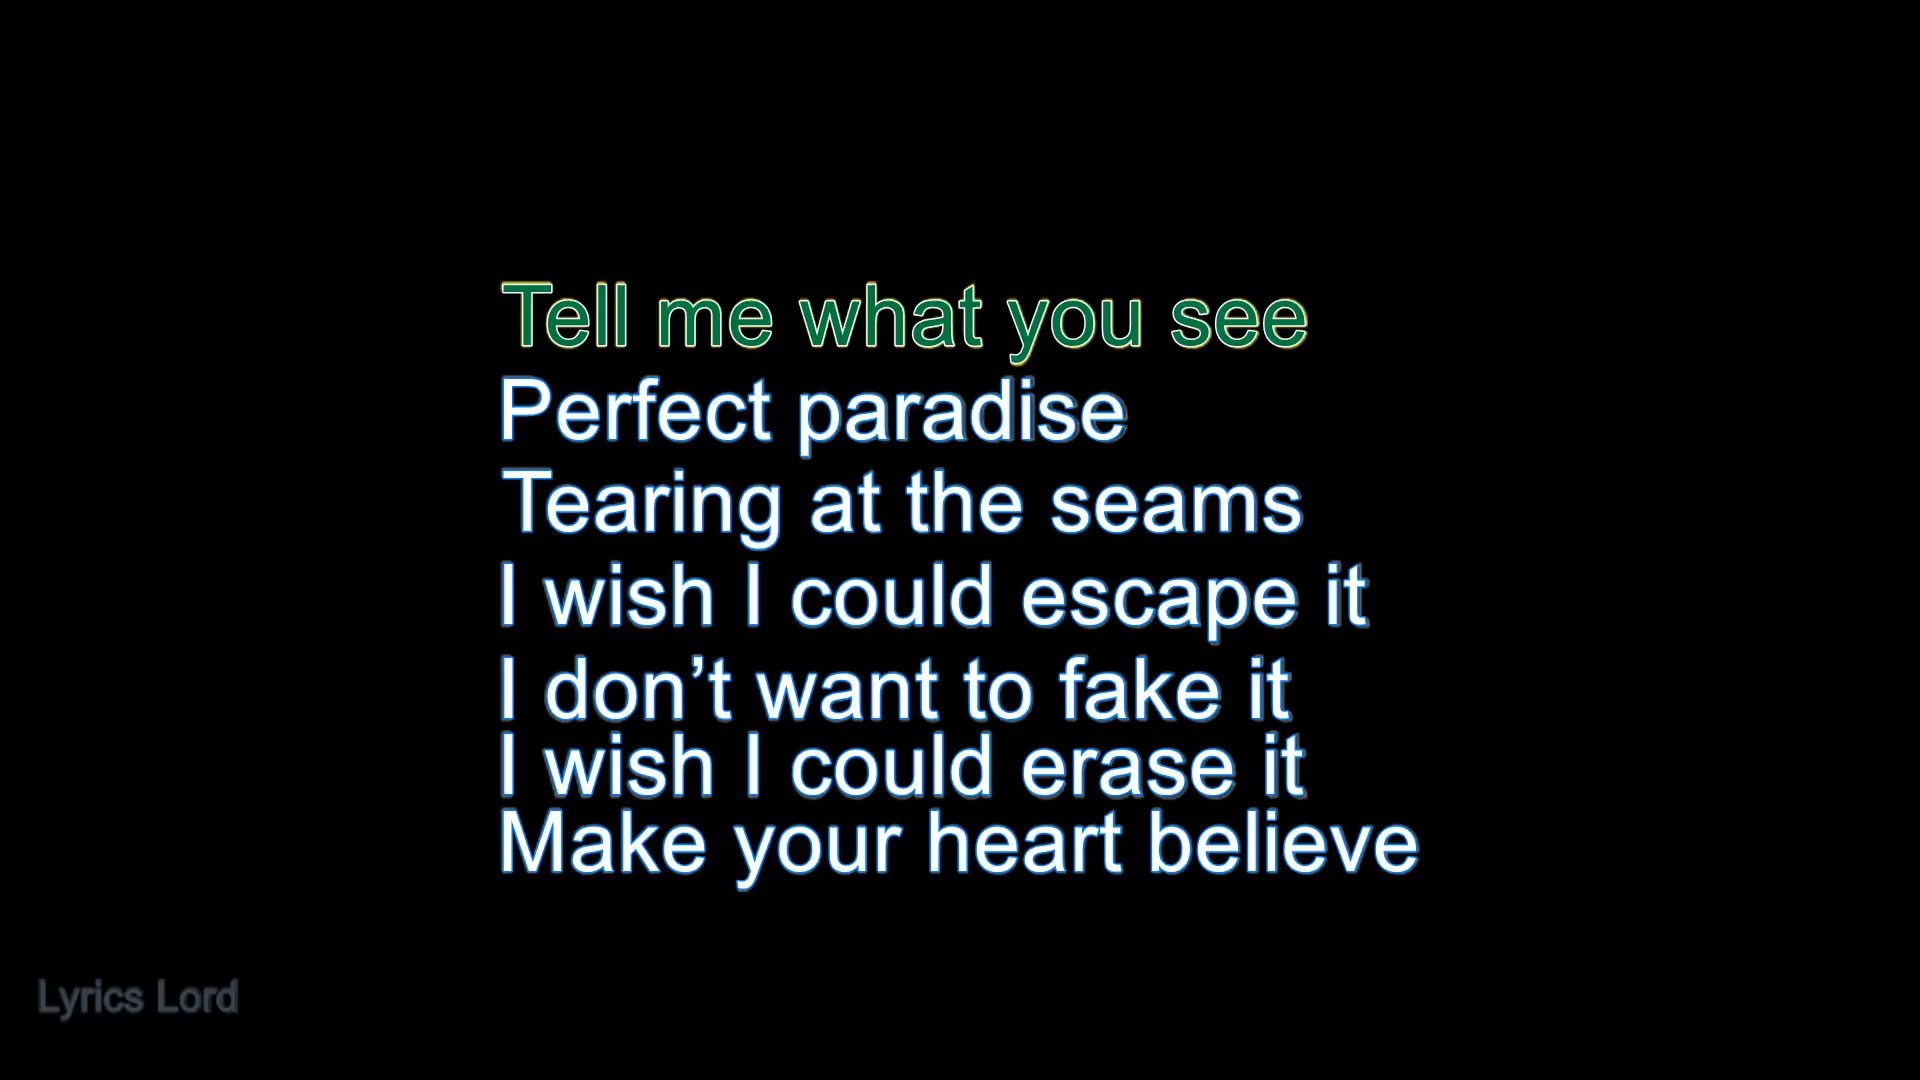 Tell me what you see
Perfect paradise
Tearing at the seams
I wish I could escape it
I don’t want to fake it
I wish I could erase it
Make your heart believe
Lyrics Lord